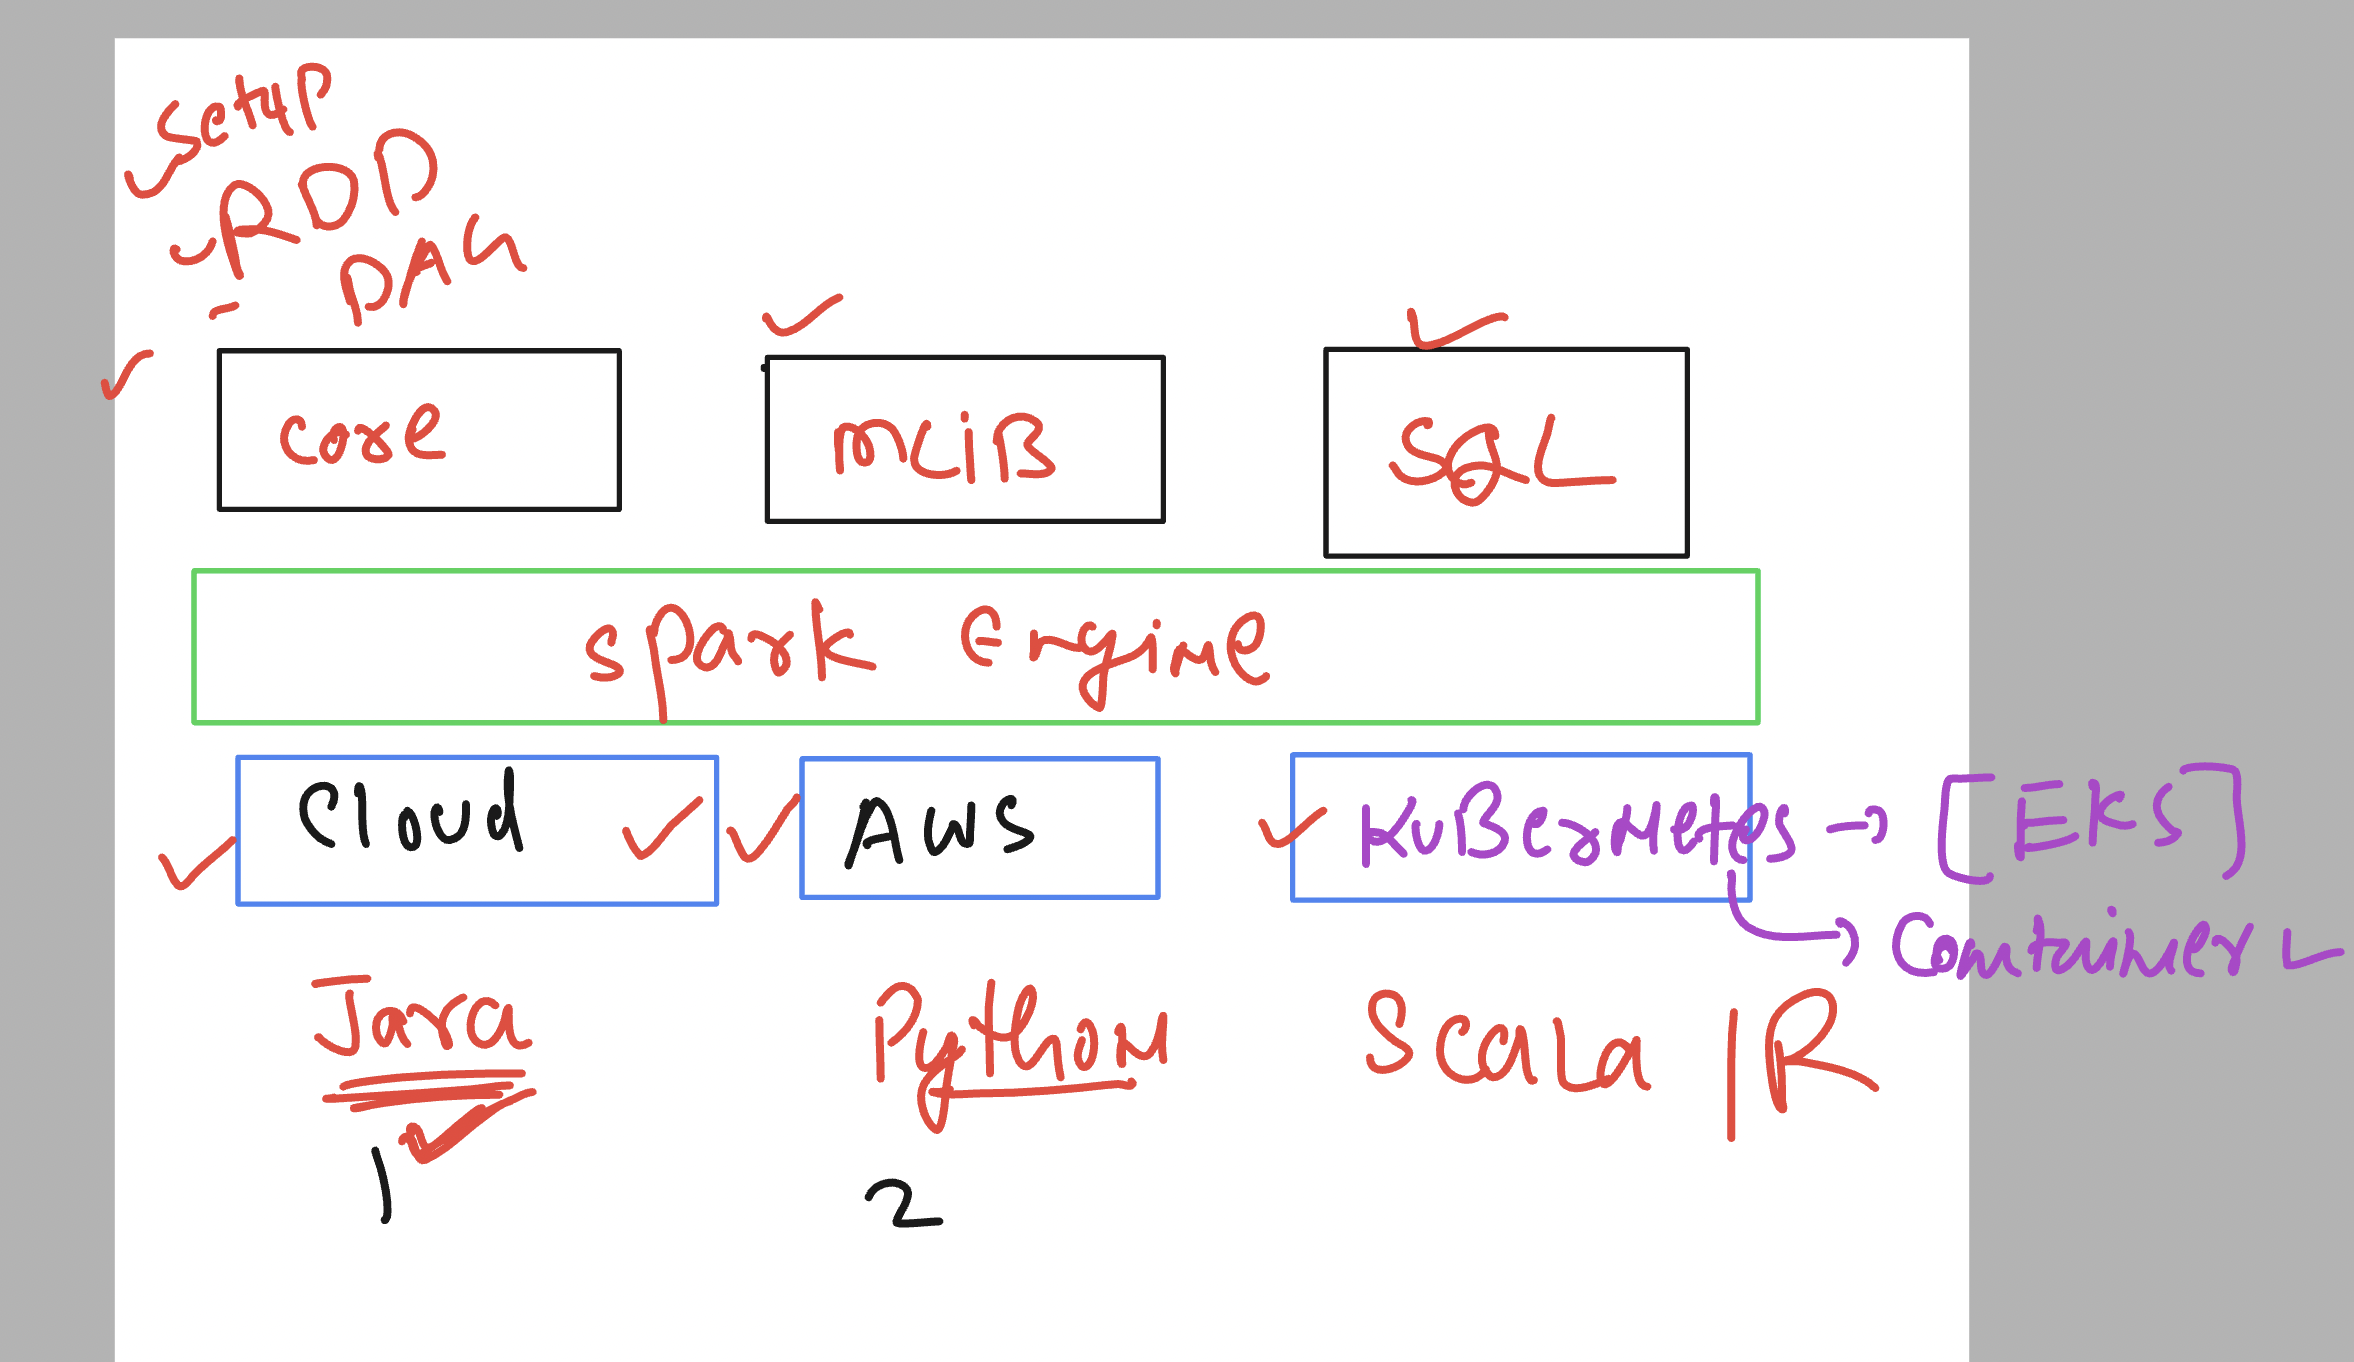 Setup
RDD
DAG
core
MLiB
SQL
Spark Engine
Cloud
AWS
KuBernetes → [EKS]
Container
Java
Python
Scala | R
1
2